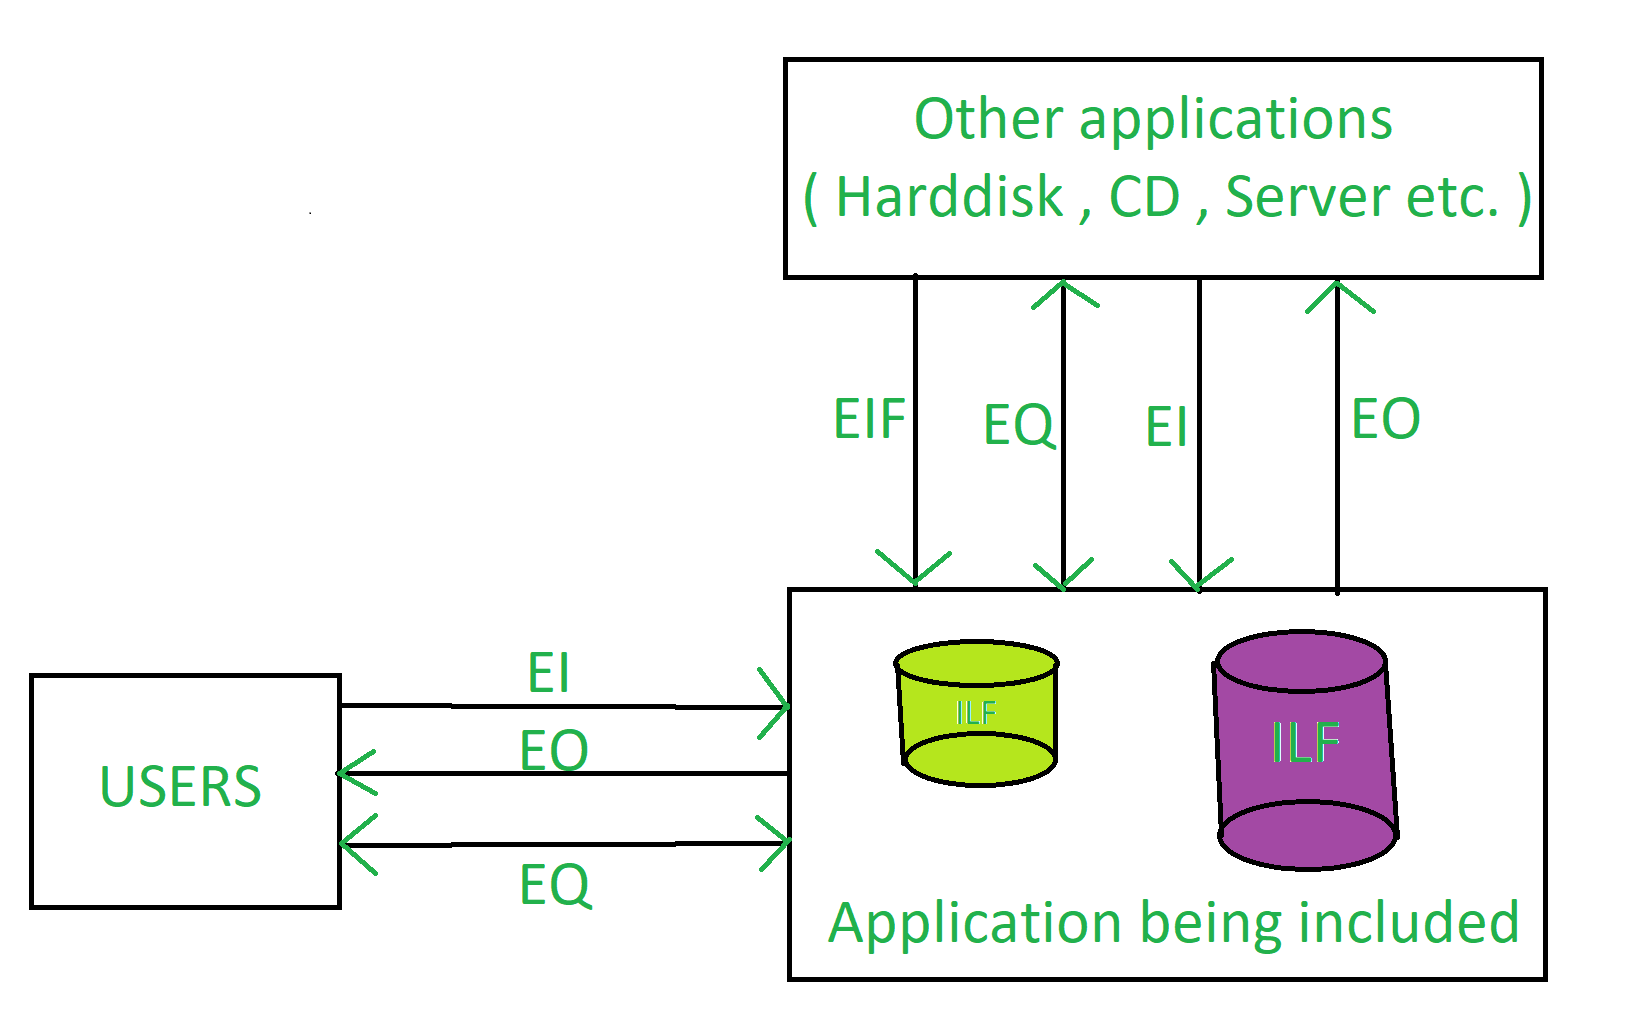 Other applications
( Harddisk , CD , Server etc. )
EIF
EQ
EI
EO
EI
EO
EQ
USERS
ILF
ILF
Application being included